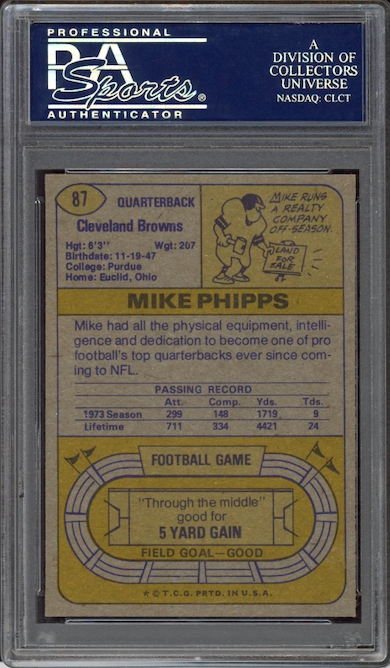 PROFESSIONAL
PSA
Sports®
AUTHENTICATOR
A
DIVISION OF
COLLECTORS
UNIVERSE
NASDAQ: CLCT
87
QUARTERBACK
Cleveland Browns
Hgt: 6'3" Wgt: 207
Birthdate: 11-19-47
College: Purdue
Home: Euclid, Ohio
MIKE RUNS
A REALTY
COMPANY
OFF-SEASON.
LAND
FOR
SALE
MIKE PHIPPS
Mike had all the physical equipment, intelli-
gence and dedication to become one of pro
football's top quarterbacks ever since com-
ing to NFL.
PASSING RECORD
Att. Comp. Yds. Tds.
1973 Season 299 148 1719 9
Lifetime 711 334 4421 24
FOOTBALL GAME
"Through the middle"
good for
5 YARD GAIN
FIELD GOAL—GOOD
★ © T.C.G. PRTD. IN U.S.A.